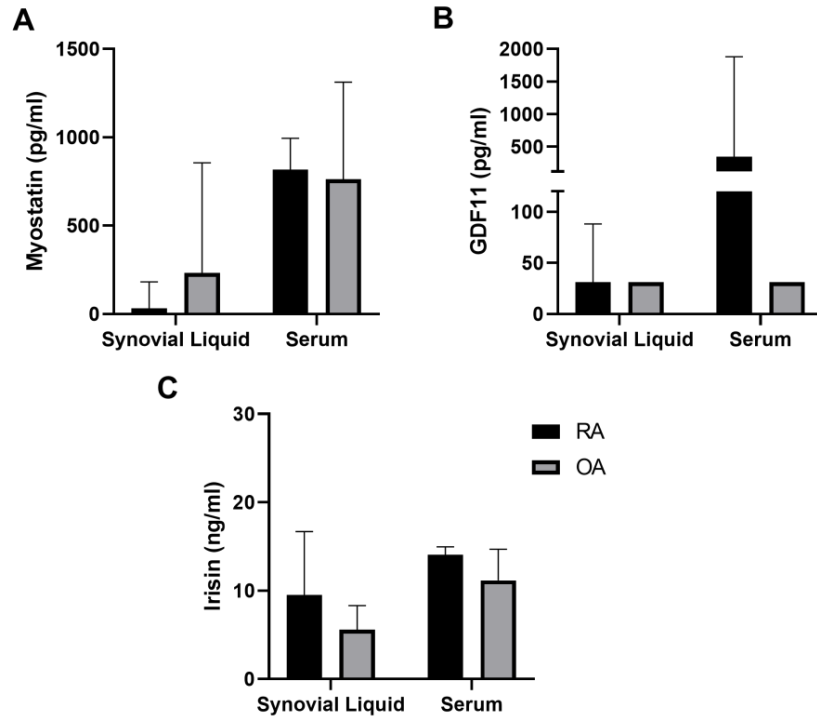 A
Myostatin (pg/ml)
1500
1000
500
0
Synovial Liquid
Serum
B
GDF11 (pg/ml)
2000
1500
1000
500
100
50
0
Synovial Liquid
Serum
C
Irisin (ng/ml)
30
20
10
0
Synovial Liquid
Serum
RA
OA